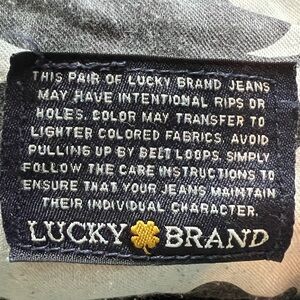 THIS PAIR OF LUCKY BRAND JEANS
MAY HAVE INTENTIONAL RIPS OR
HOLES. COLOR MAY TRANSFER TO
LIGHTER COLORED FABRICS. AVOID
PULLING UP BY BELT LOOPS. SIMPLY
FOLLOW THE CARE INSTRUCTIONS TO
ENSURE THAT YOUR JEANS MAINTAIN
THEIR INDIVIDUAL CHARACTER.
LUCKY BRAND